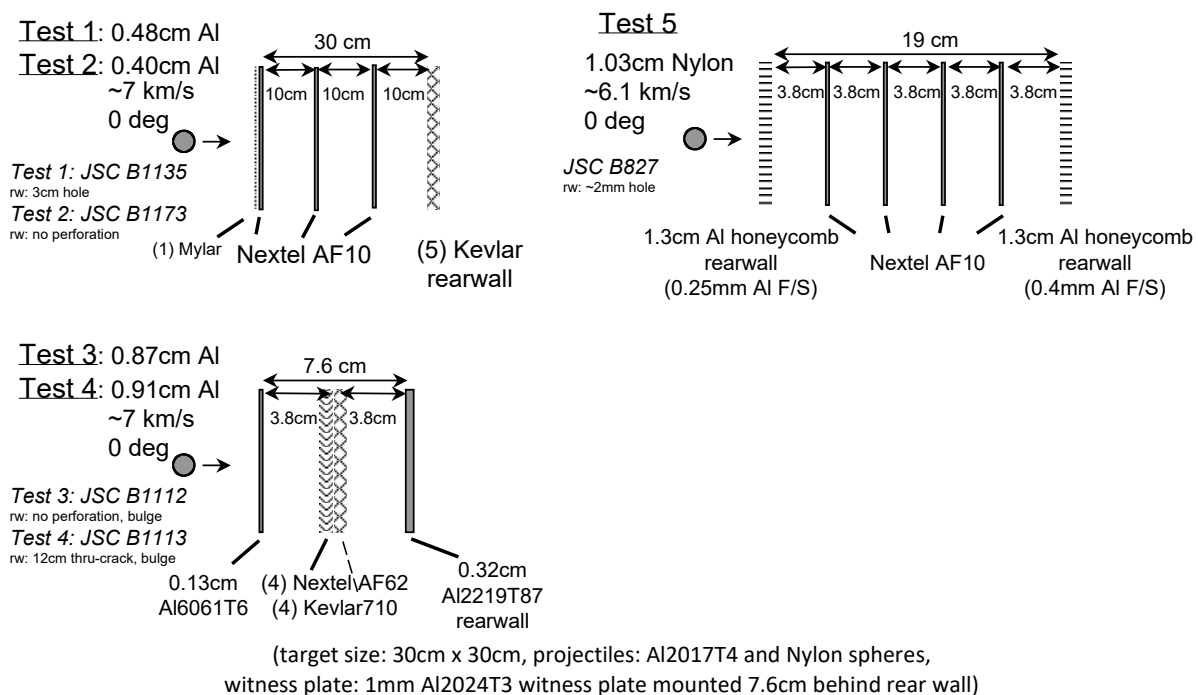 Test 1: 0.48cm Al
Test 2: 0.40cm Al
~7 km/s
0 deg
Test 1: JSC B1135
rw: 3cm hole
Test 2: JSC B1173
rw: no perforation
30 cm
10cm 10cm 10cm
(1) Mylar
Nextel AF10
(5) Kevlar
rearwall
Test 5
1.03cm Nylon
~6.1 km/s
0 deg
JSC B827
rw: ~2mm hole
19 cm
3.8cm 3.8cm 3.8cm 3.8cm 3.8cm
1.3cm Al honeycomb
rearwall
(0.25mm Al F/S)
Nextel AF10
1.3cm Al honeycomb
rearwall
(0.4mm Al F/S)
Test 3: 0.87cm Al
Test 4: 0.91cm Al
~7 km/s
0 deg
Test 3: JSC B1112
rw: no perforation, bulge
Test 4: JSC B1113
rw: 12cm thru-crack, bulge
7.6 cm
3.8cm 3.8cm
0.13cm
Al6061T6
(4) Nextel AF62
(4) Kevlar710
0.32cm
Al2219T87
rearwall
(target size: 30cm x 30cm, projectiles: Al2017T4 and Nylon spheres,
witness plate: 1mm Al2024T3 witness plate mounted 7.6cm behind rear wall)